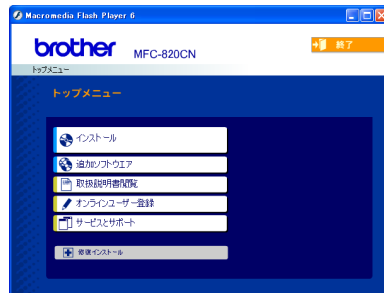 Macromedia Flash Player 6
brother MFC-820CN
終了
トップメニュー
トップメニュー
インストール
追加ソフトウエア
取扱説明書閲覧
オンラインユーザー登録
サービスとサポート
修復インストール